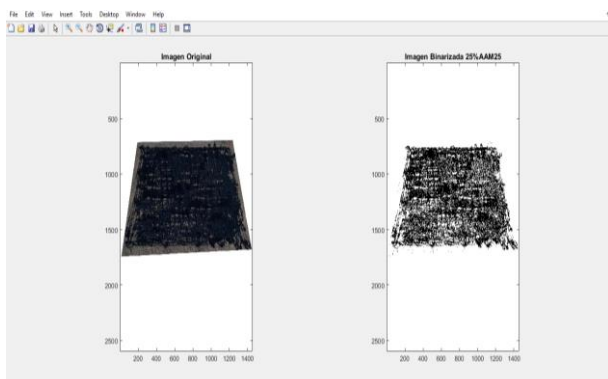 File Edit View Insert Tools Desktop Window Help
Imagen Original
Imagen Binarizada 25%AAM25
500
1000
1500
2000
2500
200 400 600 800 1000 1200 1400
500
1000
1500
2000
2500
200 400 600 800 1000 1200 1400